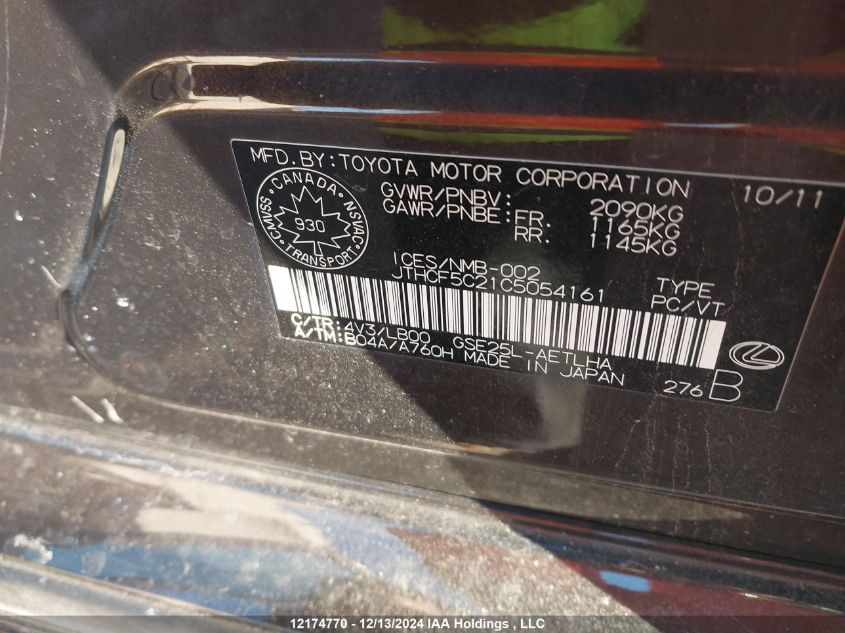 MFD.BY:TOYOTA MOTOR CORPORATION 10/11
GVWR/PNBV: 2090KG
GAWR/PNBE: FR: 1165KG
RR: 1145KG
CANADA
CMVSS 930 NSVAC
TRANSPORT
ICES/NMB-002
JTHCF5C21C5054161
TYPE
PC/VT
C/TR: 4V3/LB00 GSE25L-AETLHA
A/TM: B04A/A760H MADE IN JAPAN
276 B
12174770 - 12/13/2024 IAA Holdings , LLC